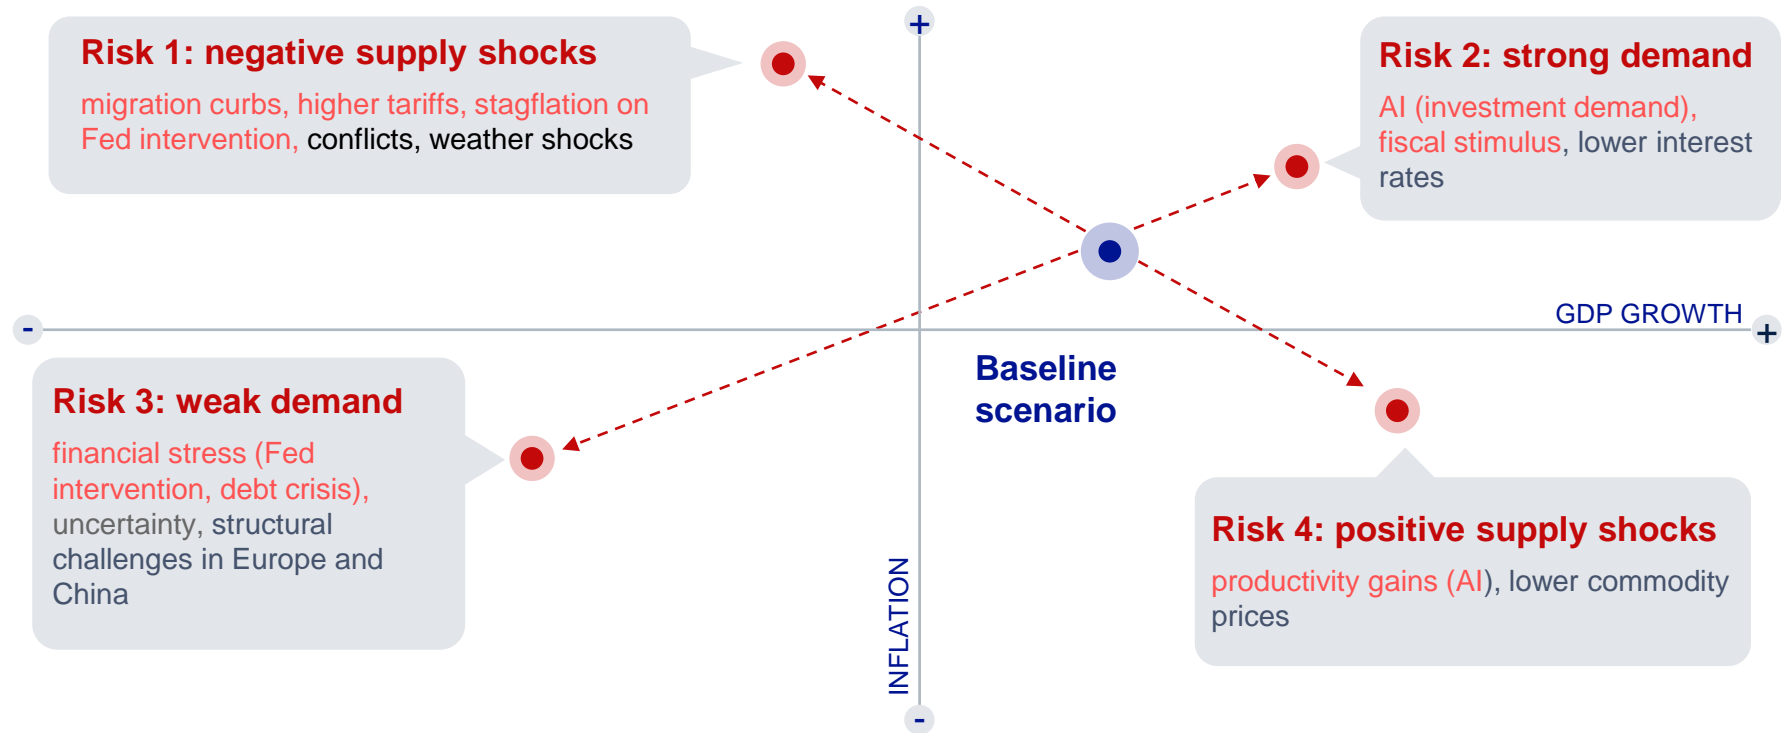 +
Risk 1: negative supply shocks
migration curbs, higher tariffs, stagflation on
Fed intervention, conflicts, weather shocks
Risk 2: strong demand
AI (investment demand),
fiscal stimulus, lower interest
rates
-
GDP GROWTH
+
Baseline
scenario
Risk 3: weak demand
financial stress (Fed
intervention, debt crisis),
uncertainty, structural
challenges in Europe and
China
INFLATION
-
Risk 4: positive supply shocks
productivity gains (AI), lower commodity
prices